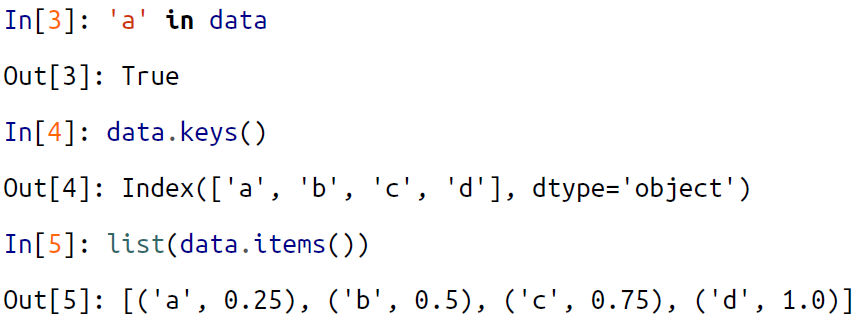 In[3]: 'a' in data
Out[3]: True
In[4]: data.keys()
Out[4]: Index(['a', 'b', 'c', 'd'], dtype='object')
In[5]: list(data.items())
Out[5]: [('a', 0.25), ('b', 0.5), ('c', 0.75), ('d', 1.0)]